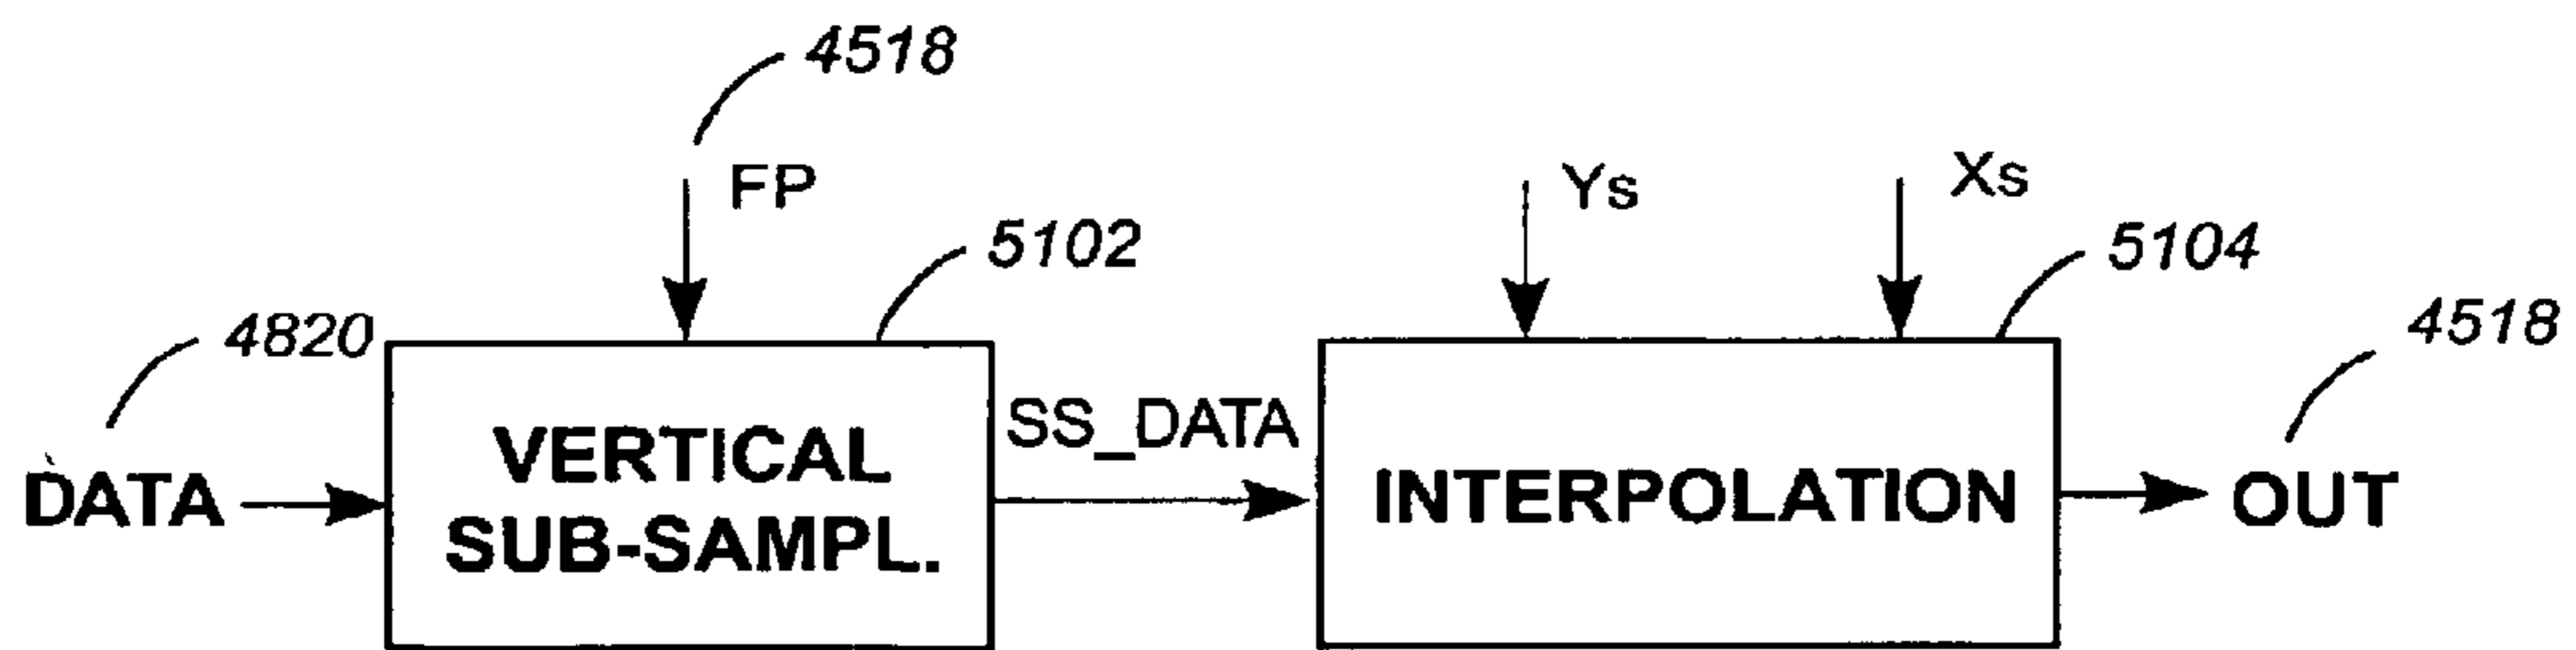 4518
FP
Ys
Xs
5102
5104
4820
4518
DATA
VERTICAL
SUB-SAMPL.
SS_DATA
INTERPOLATION
OUT